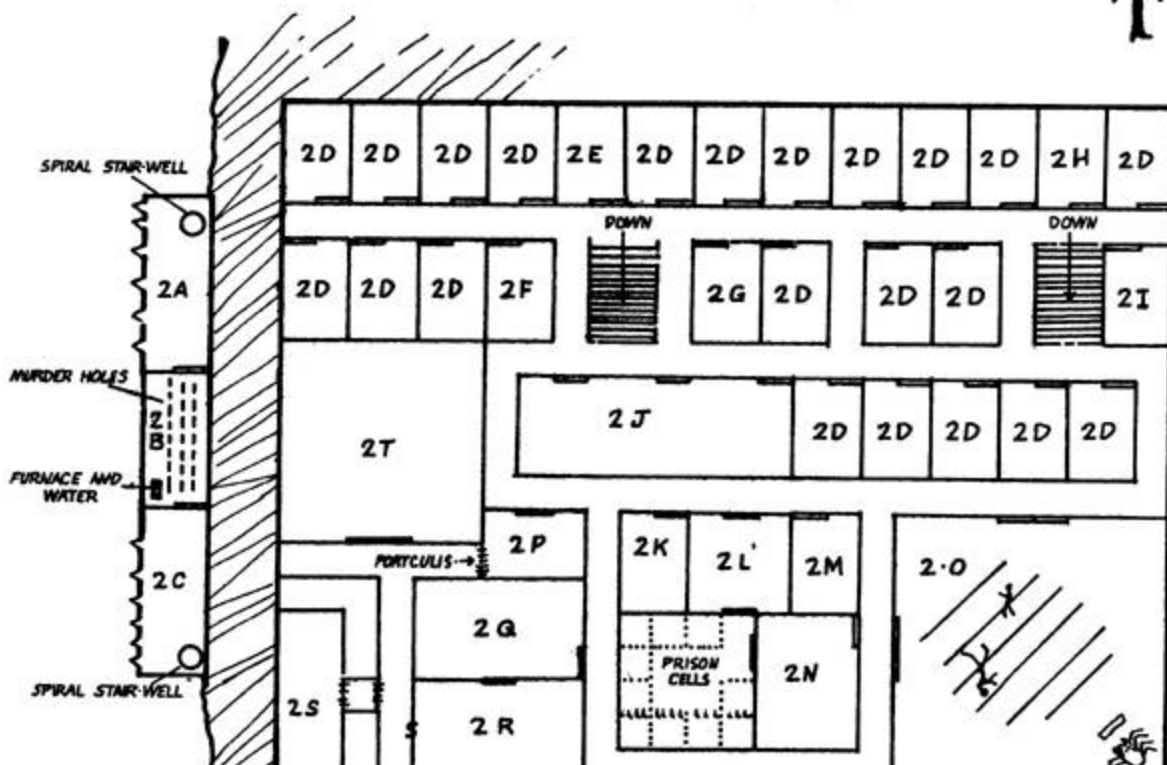 2D 2D 2D 2D 2E 2D 2D 2D 2D 2D 2D 2H 2D
SPIRAL STAIR-WELL
DOWN
DOWN
2A
2D 2D 2D 2F 2G 2D 2D 2D 2I
MURDER HOLES
2B
2J
2D 2D 2D 2D 2D
2T
FURNACE AND
WATER
2P
PORTCULIS
2K 2L 2M
2.O
2C
2Q
PRISON
CELLS
2N
SPIRAL STAIR-WELL
2S
S
2R